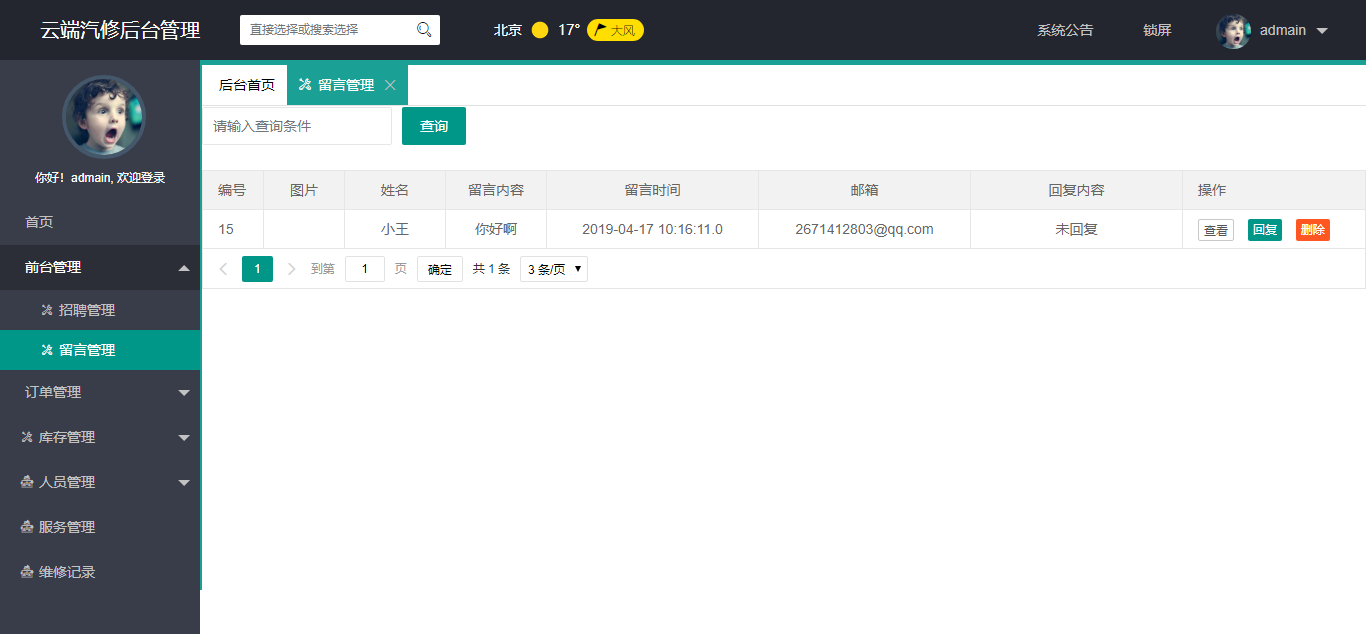 云端汽修后台管理 直接选择或搜索选择 北京 17° 大风 系统公告 锁屏 admain
你好！admain, 欢迎登录
首页
前台管理
招聘管理
留言管理
订单管理
库存管理
人员管理
服务管理
维修记录
后台首页 留言管理
请输入查询条件 查询
编号 图片 姓名 留言内容 留言时间 邮箱 回复内容 操作
15 小王 你好啊 2019-04-17 10:16:11.0 2671412803@qq.com 未回复 查看 回复 删除
1 到第 1 页 确定 共 1 条 3 条/页